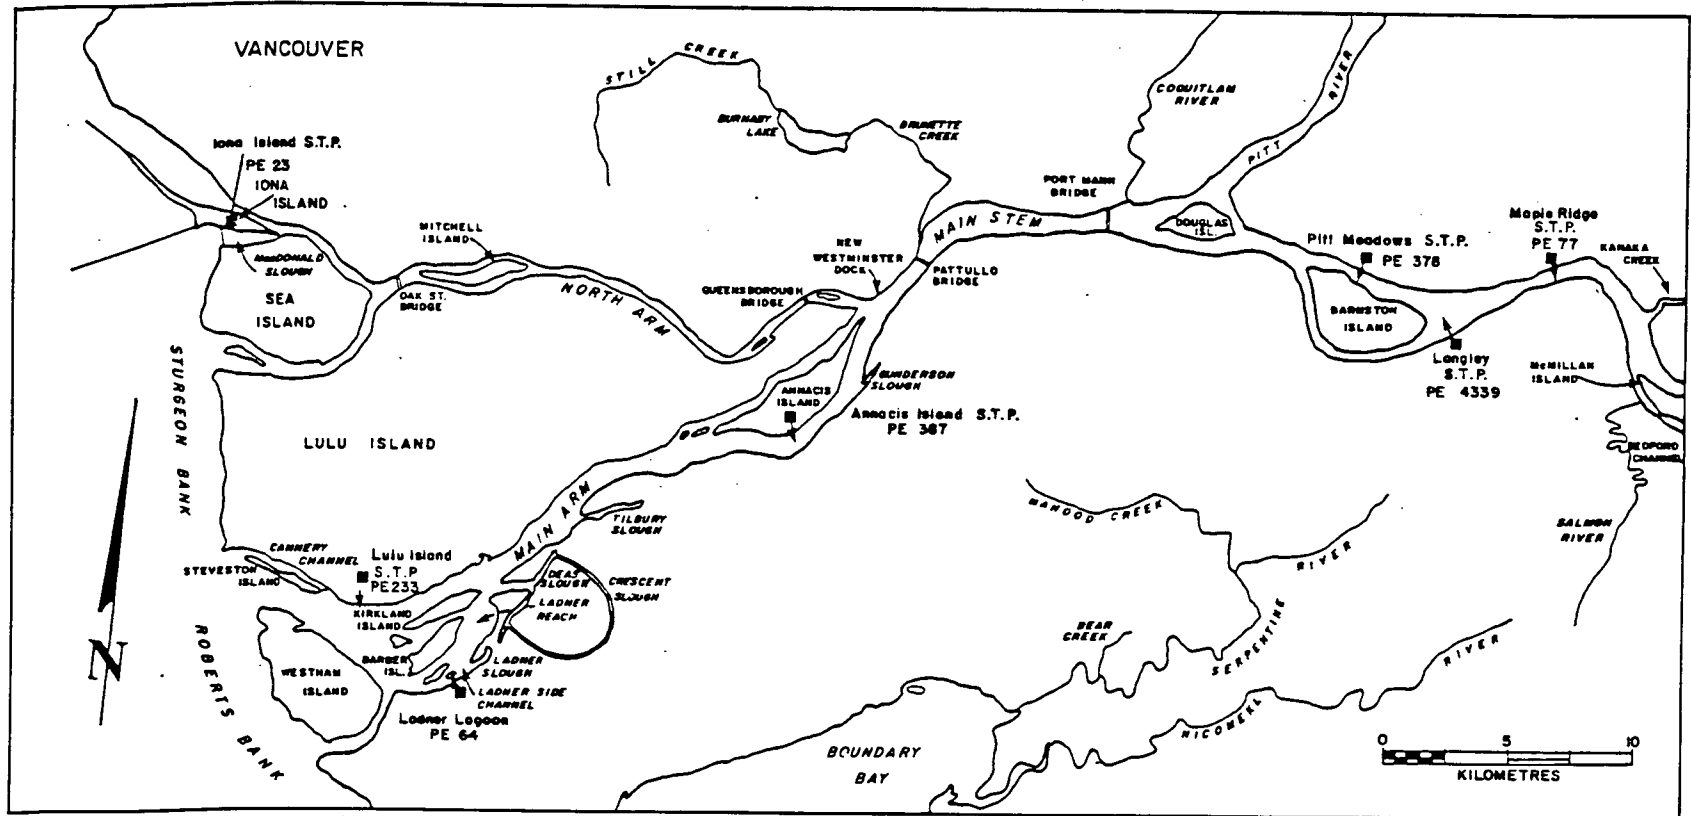 VANCOUVER
STILL CREEK
BURNABY
LAKE
BRUNETTE
CREEK
COQUITLAM
RIVER
PITT RIVER
Iona Island S.T.P.
PE 23
IONA
ISLAND
MacDONALD
SLOUGH
SEA
ISLAND
MITCHELL
ISLAND
OAK ST.
BRIDGE
NORTH ARM
QUEENSBOROUGH
BRIDGE
NEW
WESTMINSTER
DOCK
PATTULLO
BRIDGE
MAIN STEM
PORT MANN
BRIDGE
DOUGLAS
ISL.
Pitt Meadows S.T.P.
PE 378
Maple Ridge
S.T.P.
PE 77
KANAKA
CREEK
BARNSTON
ISLAND
Langley
S.T.P.
PE 4339
McMILLAN
ISLAND
BEDFORD
CHANNEL
SALMON
RIVER
STURGEON BANK
LULU ISLAND
ANNACIS
ISLAND
GUNDERSON
SLOUGH
Annacis Island S.T.P.
PE 387
MAIN ARM
TILBURY
SLOUGH
CANNERY
CHANNEL
STEVESTON
ISLAND
Lulu Island
S.T.P
PE233
KIRKLAND
ISLAND
DEAS
SLOUGH
CRESCENT
SLOUGH
LADNER
REACH
BARBER
ISL.
LADNER
SLOUGH
LADNER SIDE
CHANNEL
WESTHAM
ISLAND
Ladner Lagoon
PE 64
ROBERTS BANK
N
MAHOOD CREEK
RIVER
SERPENTINE
BEAR
CREEK
NICOMEKL RIVER
BOUNDARY
BAY
0 5 10
KILOMETRES